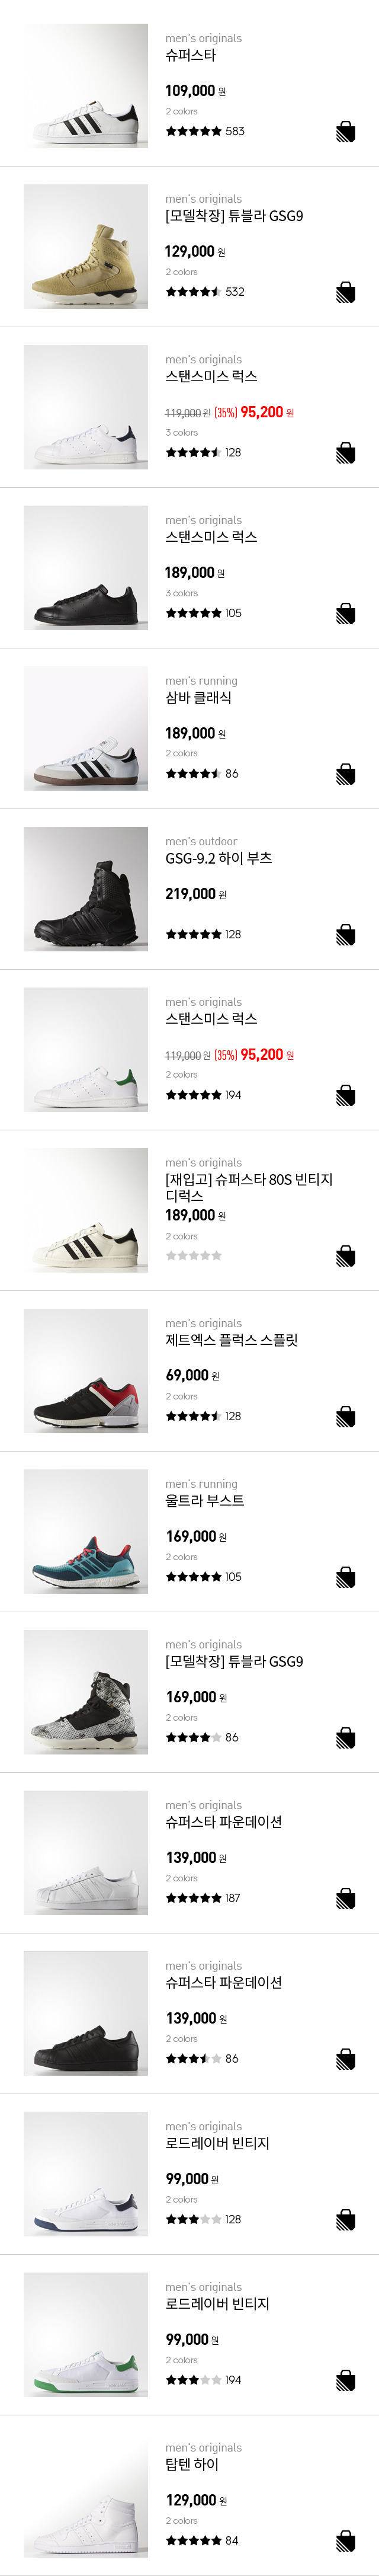 men's originals
슈퍼스타
109,000 원
2 colors
★★★★★ 583
men's originals
[모델착장] 튜블라 GSG9
129,000 원
2 colors
532
men's originals
스탠스미스 럭스
119,000 원 (35%) 95,200 원
3 colors
128
men's originals
스탠스미스 럭스
189,000 원
3 colors
★★★★★ 105
men's running
삼바 클래식
189,000 원
2 colors
86
men's outdoor
GSG-9.2 하이 부츠
219,000 원
★★★★★ 128
men's originals
스탠스미스 럭스
119,000 원 (35%) 95,200 원
2 colors
★★★★★ 194
men's originals
[재입고] 슈퍼스타 80S 빈티지
디럭스
189,000 원
2 colors
men's originals
제트엑스 플럭스 스플릿
69,000 원
2 colors
128
men's running
울트라 부스트
169,000 원
2 colors
★★★★★ 105
men's originals
[모델착장] 튜블라 GSG9
169,000 원
2 colors
86
men's originals
슈퍼스타 파운데이션
139,000 원
2 colors
★★★★★ 187
men's originals
슈퍼스타 파운데이션
139,000 원
2 colors
86
men's originals
로드레이버 빈티지
99,000 원
2 colors
128
men's originals
로드레이버 빈티지
99,000 원
2 colors
194
men's originals
탑텐 하이
129,000 원
2 colors
★★★★★ 84